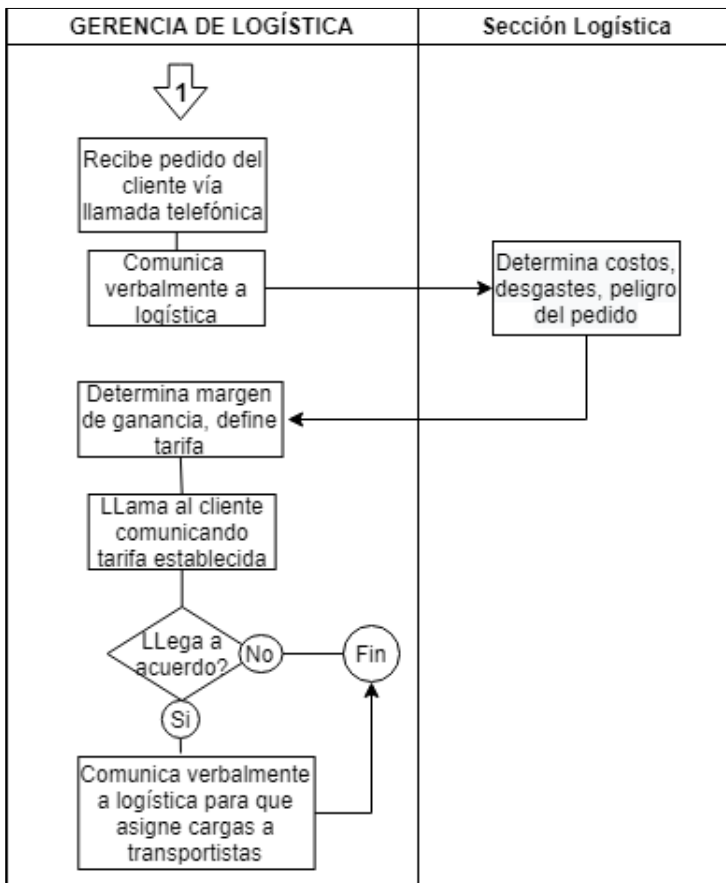 GERENCIA DE LOGÍSTICA
Sección Logística
1
Recibe pedido del
cliente vía
llamada telefónica
Comunica
verbalmente a
logística
Determina costos,
desgastes, peligro
del pedido
Determina margen
de ganancia, define
tarifa
LLama al cliente
comunicando
tarifa establecida
LLega a
acuerdo?
No
Fin
Si
Comunica verbalmente
a logística para que
asigne cargas a
transportistas